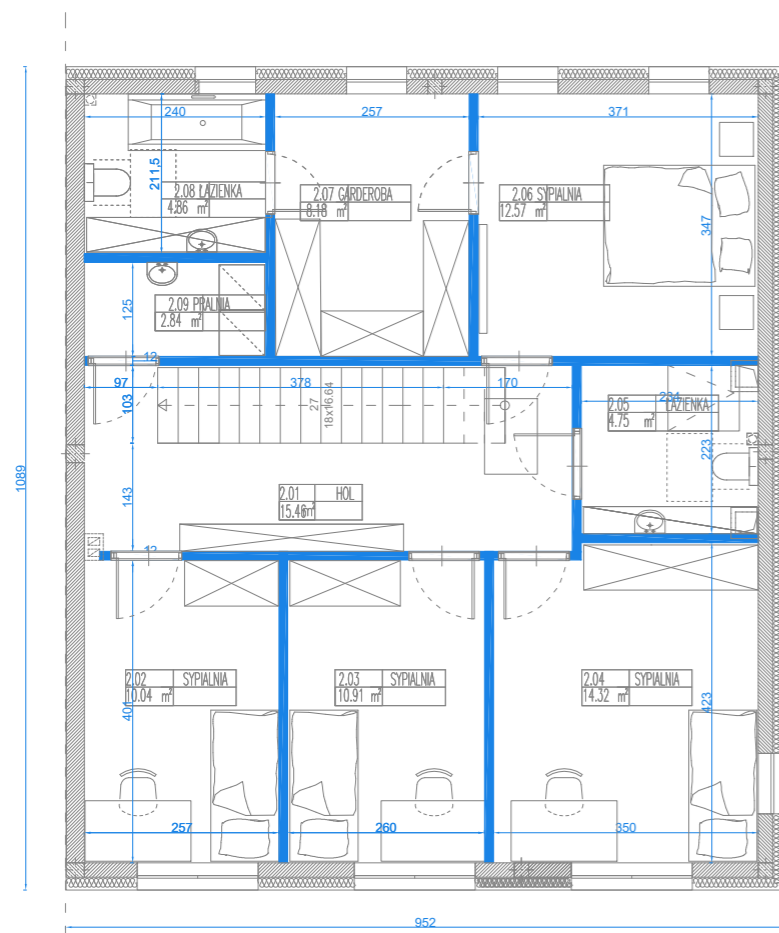 240
257
371
211,5
2.08 ŁAZIENKA
4.86 m²
2.07 GARDEROBA
8.18 m²
2.06 SYPIALNIA
12.57 m²
347
125
2.09 PRALNIA
2.84 m²
12
97
378
170
103
27
18x16.64
234
2.05 ŁAZIENKA
4.75 m²
223
1089
143
2.01 HOL
15.46m²
12
2.02 SYPIALNIA
10.04 m²
2.03 SYPIALNIA
10.91 m²
2.04 SYPIALNIA
14.32 m²
401
423
257
260
350
952